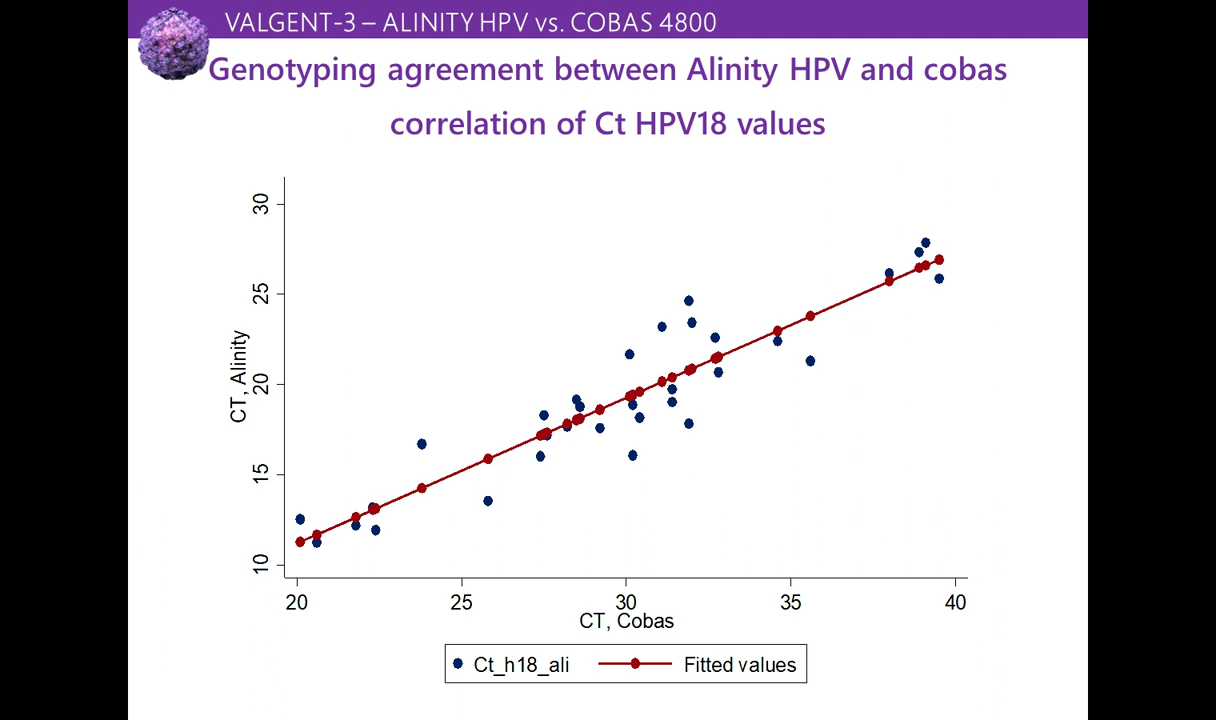 VALGENT-3 – ALINITY HPV vs. COBAS 4800
Genotyping agreement between Alinity HPV and cobas
correlation of Ct HPV18 values
30
25
20
15
10
CT, Alinity
20 25 30 35 40
CT, Cobas
Ct_h18_ali Fitted values